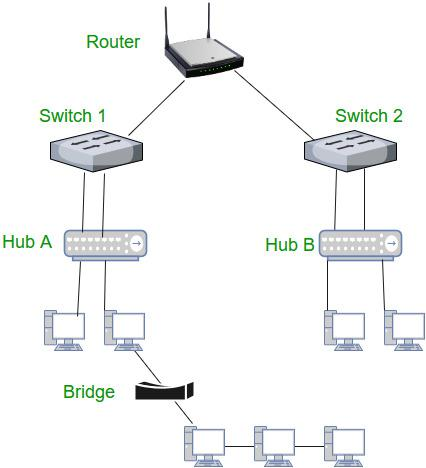 Router
Switch 1
Switch 2
Hub A
Hub B
Bridge